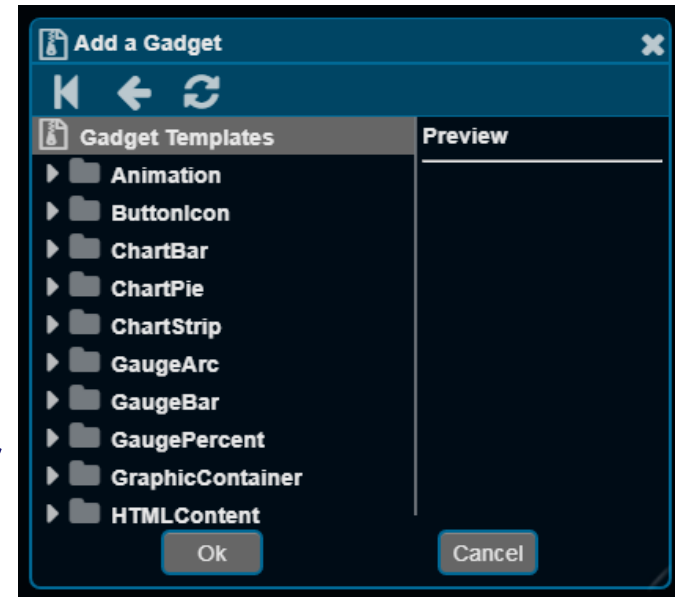 Add a Gadget
Gadget Templates
Preview
Animation
ButtonIcon
ChartBar
ChartPie
ChartStrip
GaugeArc
GaugeBar
GaugePercent
GraphicContainer
HTMLContent
Ok
Cancel